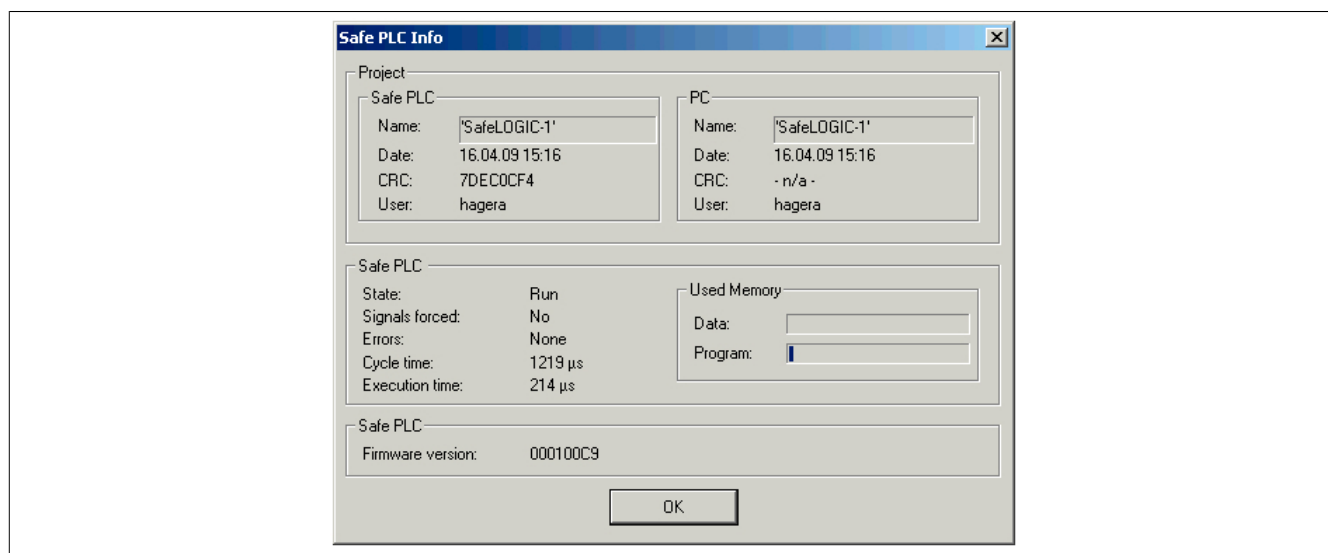 Safe PLC Info
Project
Safe PLC
Name: 'SafeLOGIC-1'
Date: 16.04.09 15:16
CRC: 7DEC0CF4
User: hagera
PC
Name: 'SafeLOGIC-1'
Date: 16.04.09 15:16
CRC: - n/a -
User: hagera
Safe PLC
State: Run
Signals forced: No
Errors: None
Cycle time: 1219 µs
Execution time: 214 µs
Used Memory
Data:
Program:
Safe PLC
Firmware version: 000100C9
OK